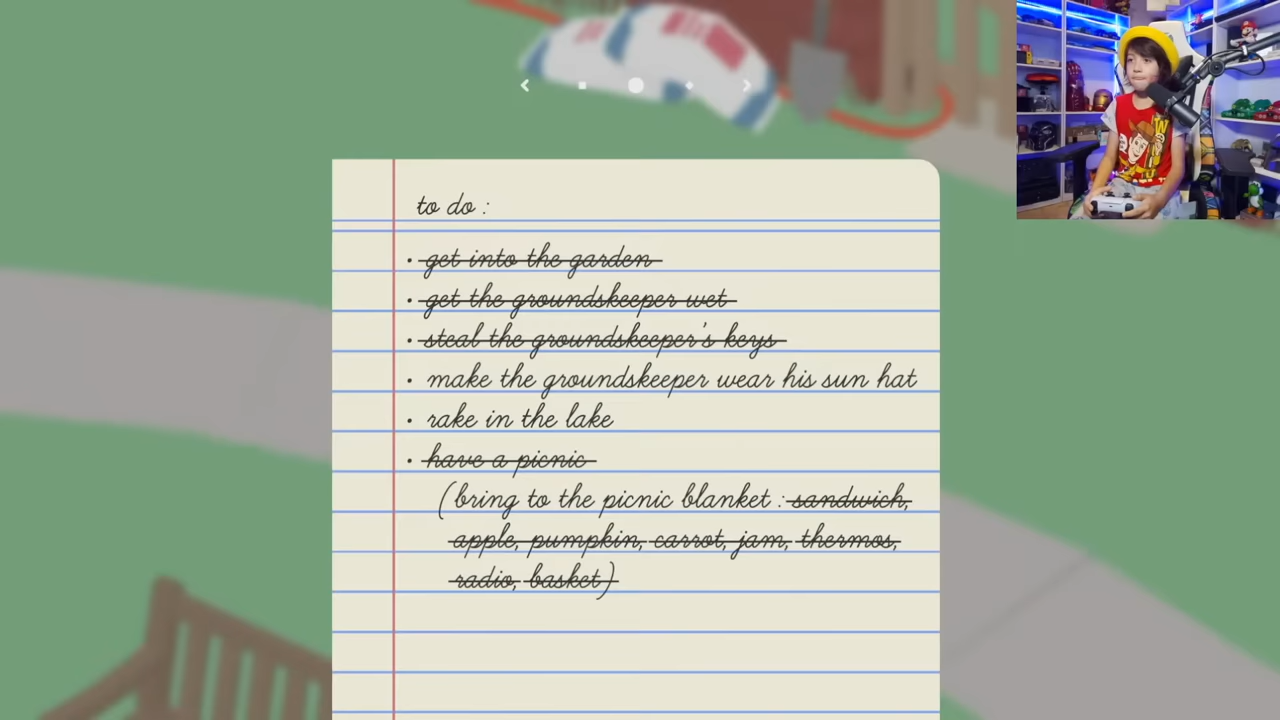 to do :
• get into the garden
• get the groundskeeper wet
• steal the groundskeeper's keys
• make the groundskeeper wear his sun hat
• rake in the lake
• have a picnic
(bring to the picnic blanket : sandwich,
apple, pumpkin, carrot, jam, thermos,
radio, basket)